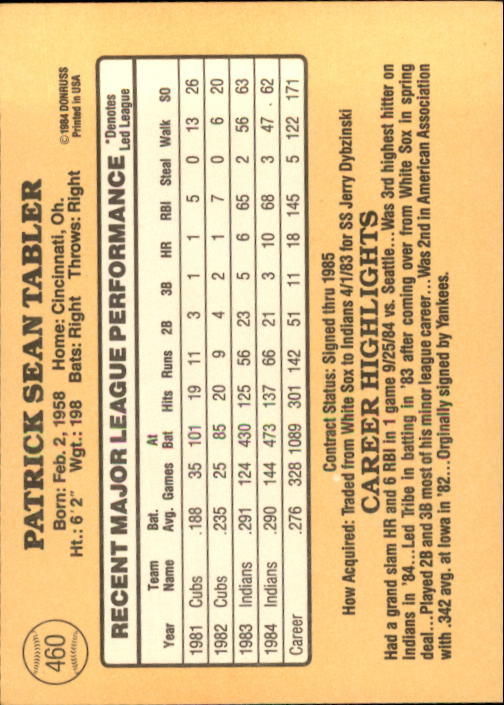 460
PATRICK SEAN TABLER
Born: Feb. 2, 1958 Home: Cincinnati, Oh.
Ht.: 6'2" Wgt.: 198 Bats: Right Throws: Right
©1984 DONRUSS
Printed in USA
RECENT MAJOR LEAGUE PERFORMANCE *Denotes Led League
Year Team Name Bat. Avg. Games At Bat Hits Runs 2B 3B HR RBI Steal Walk SO
1981 Cubs .188 35 101 19 11 3 1 1 5 0 13 26
1982 Cubs .235 25 85 20 9 4 2 1 7 0 6 20
1983 Indians .291 124 430 125 56 23 5 6 65 2 56 63
1984 Indians .290 144 473 137 66 21 3 10 68 3 47 62
Career .276 328 1089 301 142 51 11 18 145 5 122 171
Contract Status: Signed thru 1985
How Acquired: Traded from White Sox to Indians 4/1/83 for SS Jerry Dybzinski
CAREER HIGHLIGHTS
Had a grand slam HR and 6 RBI in 1 game 9/25/84 vs. Seattle...Was 3rd highest hitter on
Indians in '84...Led Tribe in batting in '83 after coming over from White Sox in spring
deal...Played 2B and 3B most of his minor league career...Was 2nd in American Association
with .342 avg. at Iowa in '82...Orginally signed by Yankees.